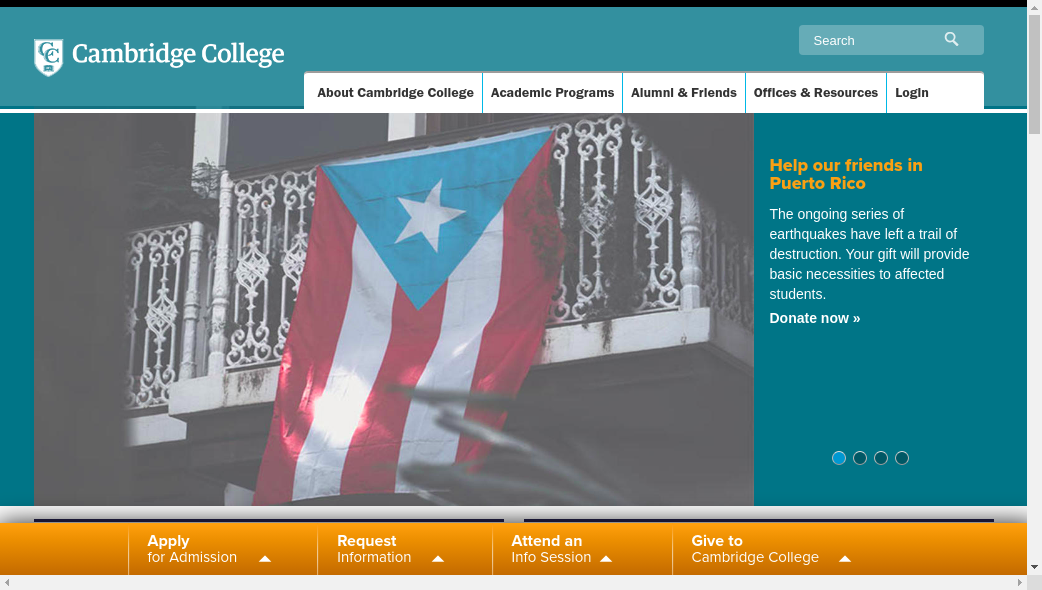 CC
Cambridge College
Search
About Cambridge College
Academic Programs
Alumni & Friends
Offices & Resources
Login
Help our friends in
Puerto Rico
The ongoing series of
earthquakes have left a trail of
destruction. Your gift will provide
basic necessities to affected
students.
Donate now »
Apply
for Admission
Request
Information
Attend an
Info Session
Give to
Cambridge College